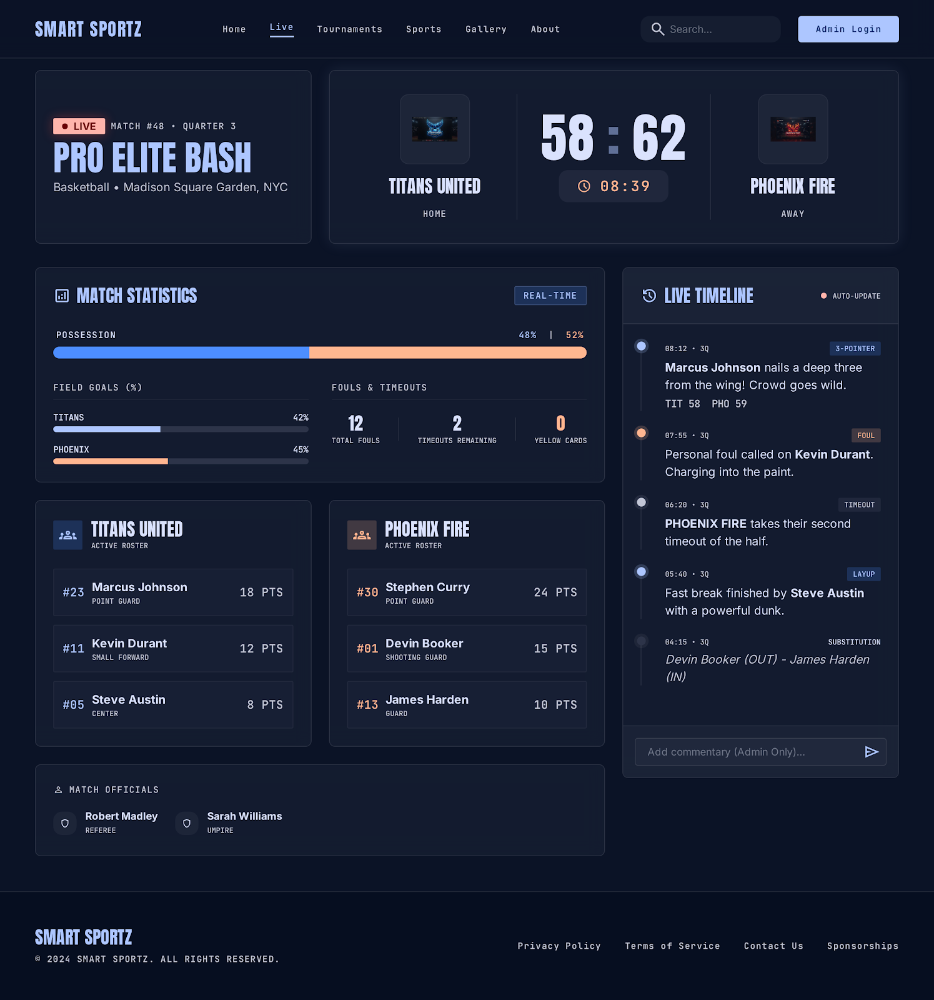 SMART SPORTZ
Home
Live
Tournaments
Sports
Gallery
About
Search...
Admin Login
LIVE
MATCH #48 • QUARTER 3
PRO ELITE BASH
Basketball • Madison Square Garden, NYC
TITANS UNITED
HOME
58 : 62
08:39
PHOENIX FIRE
AWAY
MATCH STATISTICS
REAL-TIME
POSSESSION
48% | 52%
FIELD GOALS (%)
TITANS
42%
PHOENIX
45%
FOULS & TIMEOUTS
12
TOTAL FOULS
2
TIMEOUTS REMAINING
0
YELLOW CARDS
TITANS UNITED
ACTIVE ROSTER
#23
Marcus Johnson
POINT GUARD
18 PTS
#11
Kevin Durant
SMALL FORWARD
12 PTS
#05
Steve Austin
CENTER
8 PTS
PHOENIX FIRE
ACTIVE ROSTER
#30
Stephen Curry
POINT GUARD
24 PTS
#01
Devin Booker
SHOOTING GUARD
15 PTS
#13
James Harden
GUARD
10 PTS
MATCH OFFICIALS
Robert Madley
REFEREE
Sarah Williams
UMPIRE
LIVE TIMELINE
AUTO-UPDATE
08:12 • 3Q
3-POINTER
Marcus Johnson nails a deep three
from the wing! Crowd goes wild.
TIT 58 PHO 59
07:55 • 3Q
FOUL
Personal foul called on Kevin Durant.
Charging into the paint.
06:20 • 3Q
TIMEOUT
PHOENIX FIRE takes their second
timeout of the half.
05:40 • 3Q
LAYUP
Fast break finished by Steve Austin
with a powerful dunk.
04:15 • 3Q
SUBSTITUTION
Devin Booker (OUT) - James Harden
(IN)
Add commentary (Admin Only)...
SMART SPORTZ
© 2024 SMART SPORTZ. ALL RIGHTS RESERVED.
Privacy Policy
Terms of Service
Contact Us
Sponsorships